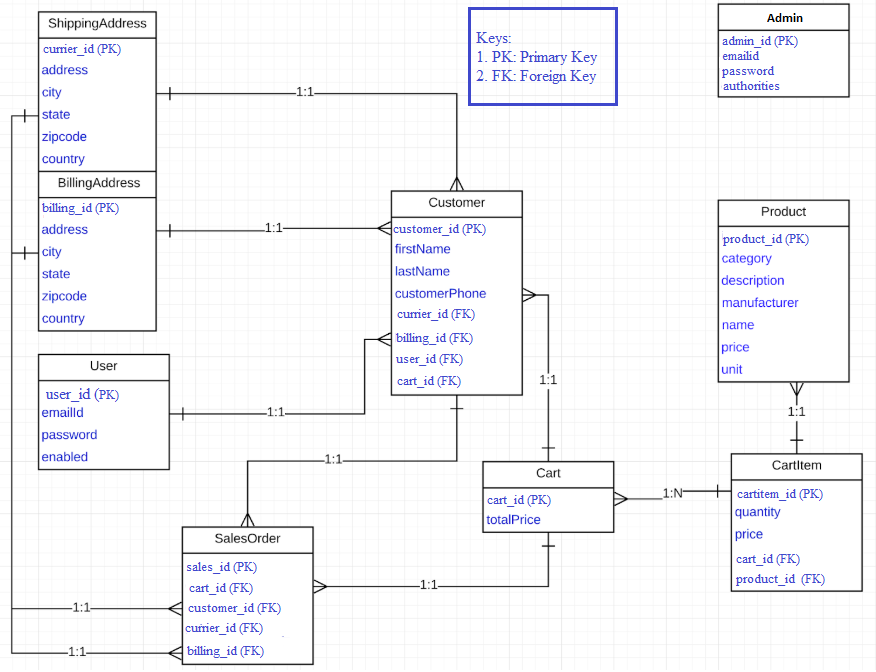 ShippingAddress
currier_id (PK)
address
city
state
zipcode
country
BillingAddress
billing_id (PK)
address
city
state
zipcode
country
User
user_id (PK)
emailId
password
enabled
Keys:
1. PK: Primary Key
2. FK: Foreign Key
Admin
admin_id (PK)
emailid
password
authorities
Customer
customer_id (PK)
firstName
lastName
customerPhone
currier_id (FK)
billing_id (FK)
user_id (FK)
cart_id (FK)
Product
product_id (PK)
category
description
manufacturer
name
price
unit
Cart
cart_id (PK)
totalPrice
CartItem
cartitem_id (PK)
quantity
price
cart_id (FK)
product_id (FK)
SalesOrder
sales_id (PK)
cart_id (FK)
customer_id (FK)
currier_id (FK)
billing_id (FK)
1:1
1:1
1:1
1:1
1:1
1:1
1:N
1:1
1:1
1:1